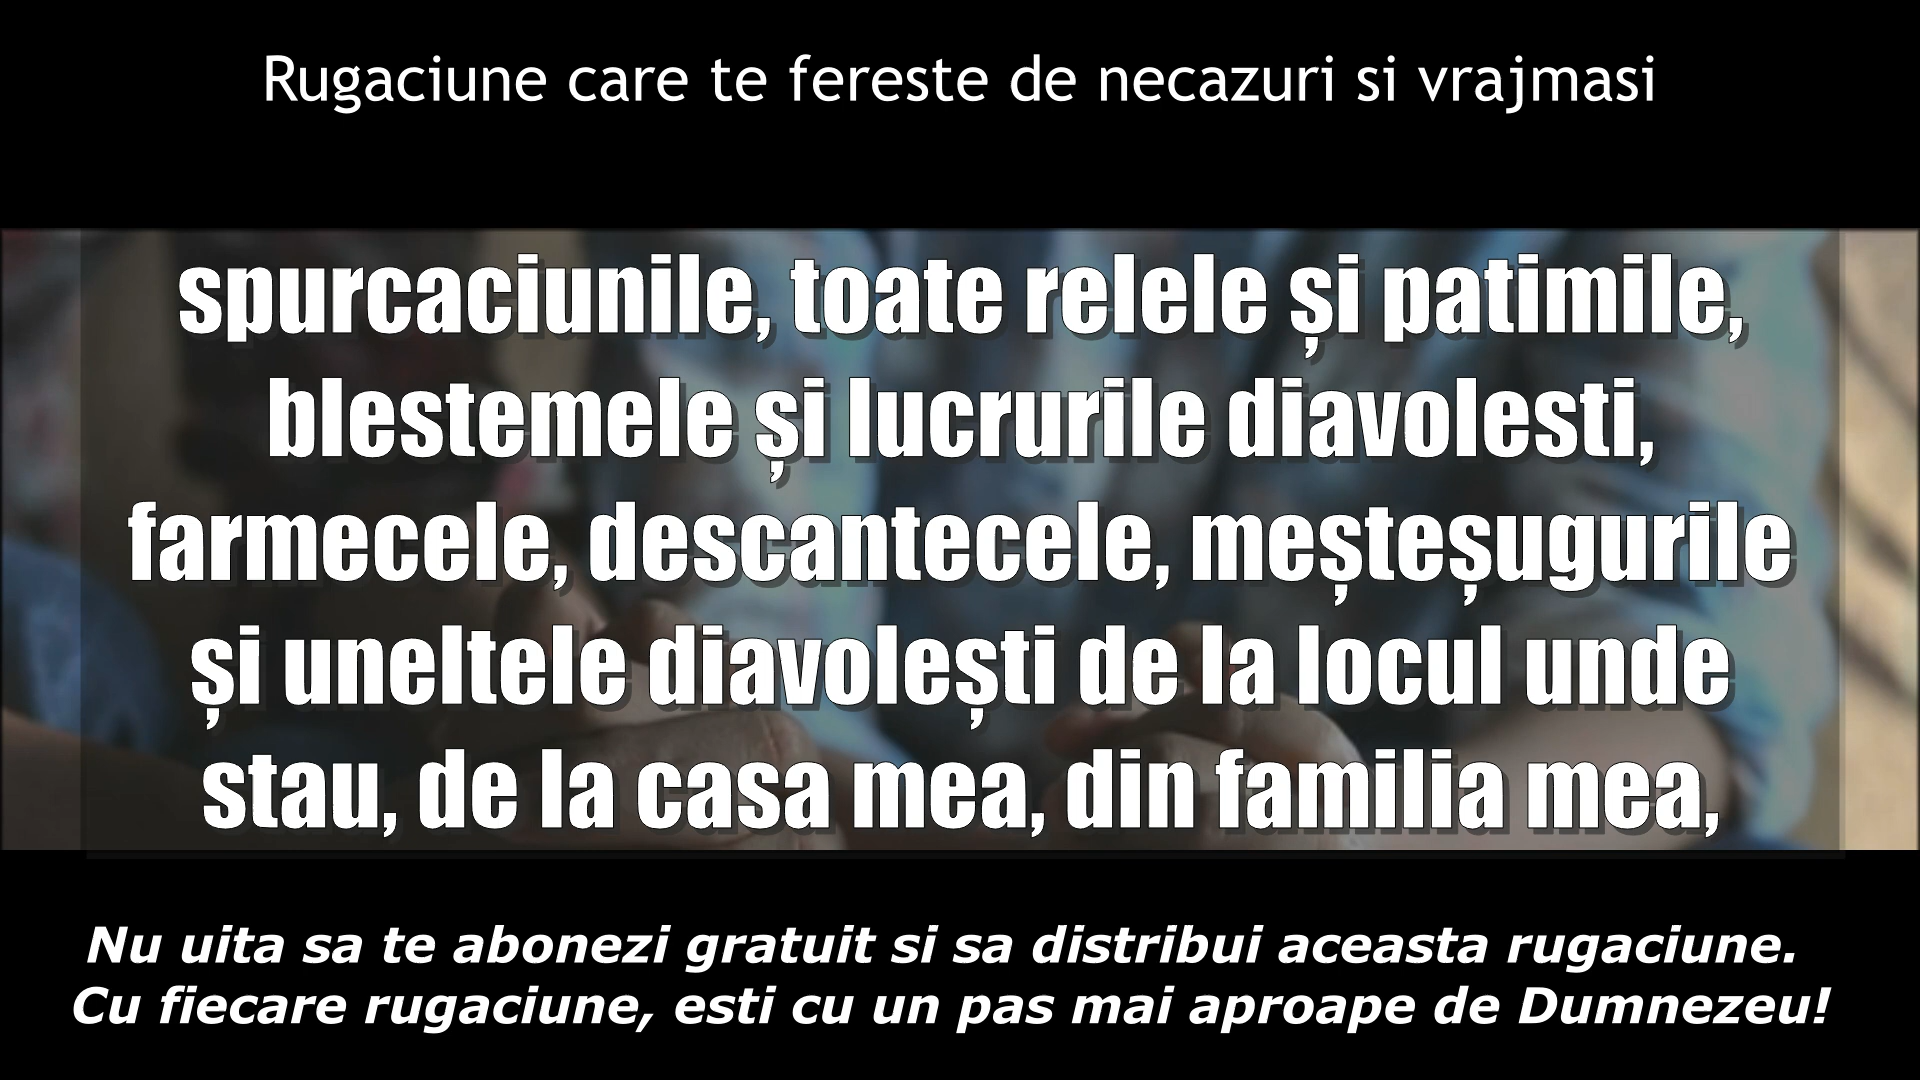 Rugaciune care te fereste de necazuri si vrajmasi
spurcaciunile, toate relele și patimile,
blestemele și lucrurile diavolesti,
farmecele, descantecele, meșteșugurile
și uneltele diavolești de la locul unde
stau, de la casa mea, din familia mea,
Nu uita sa te abonezi gratuit si sa distribui aceasta rugaciune.
Cu fiecare rugaciune, esti cu un pas mai aproape de Dumnezeu!